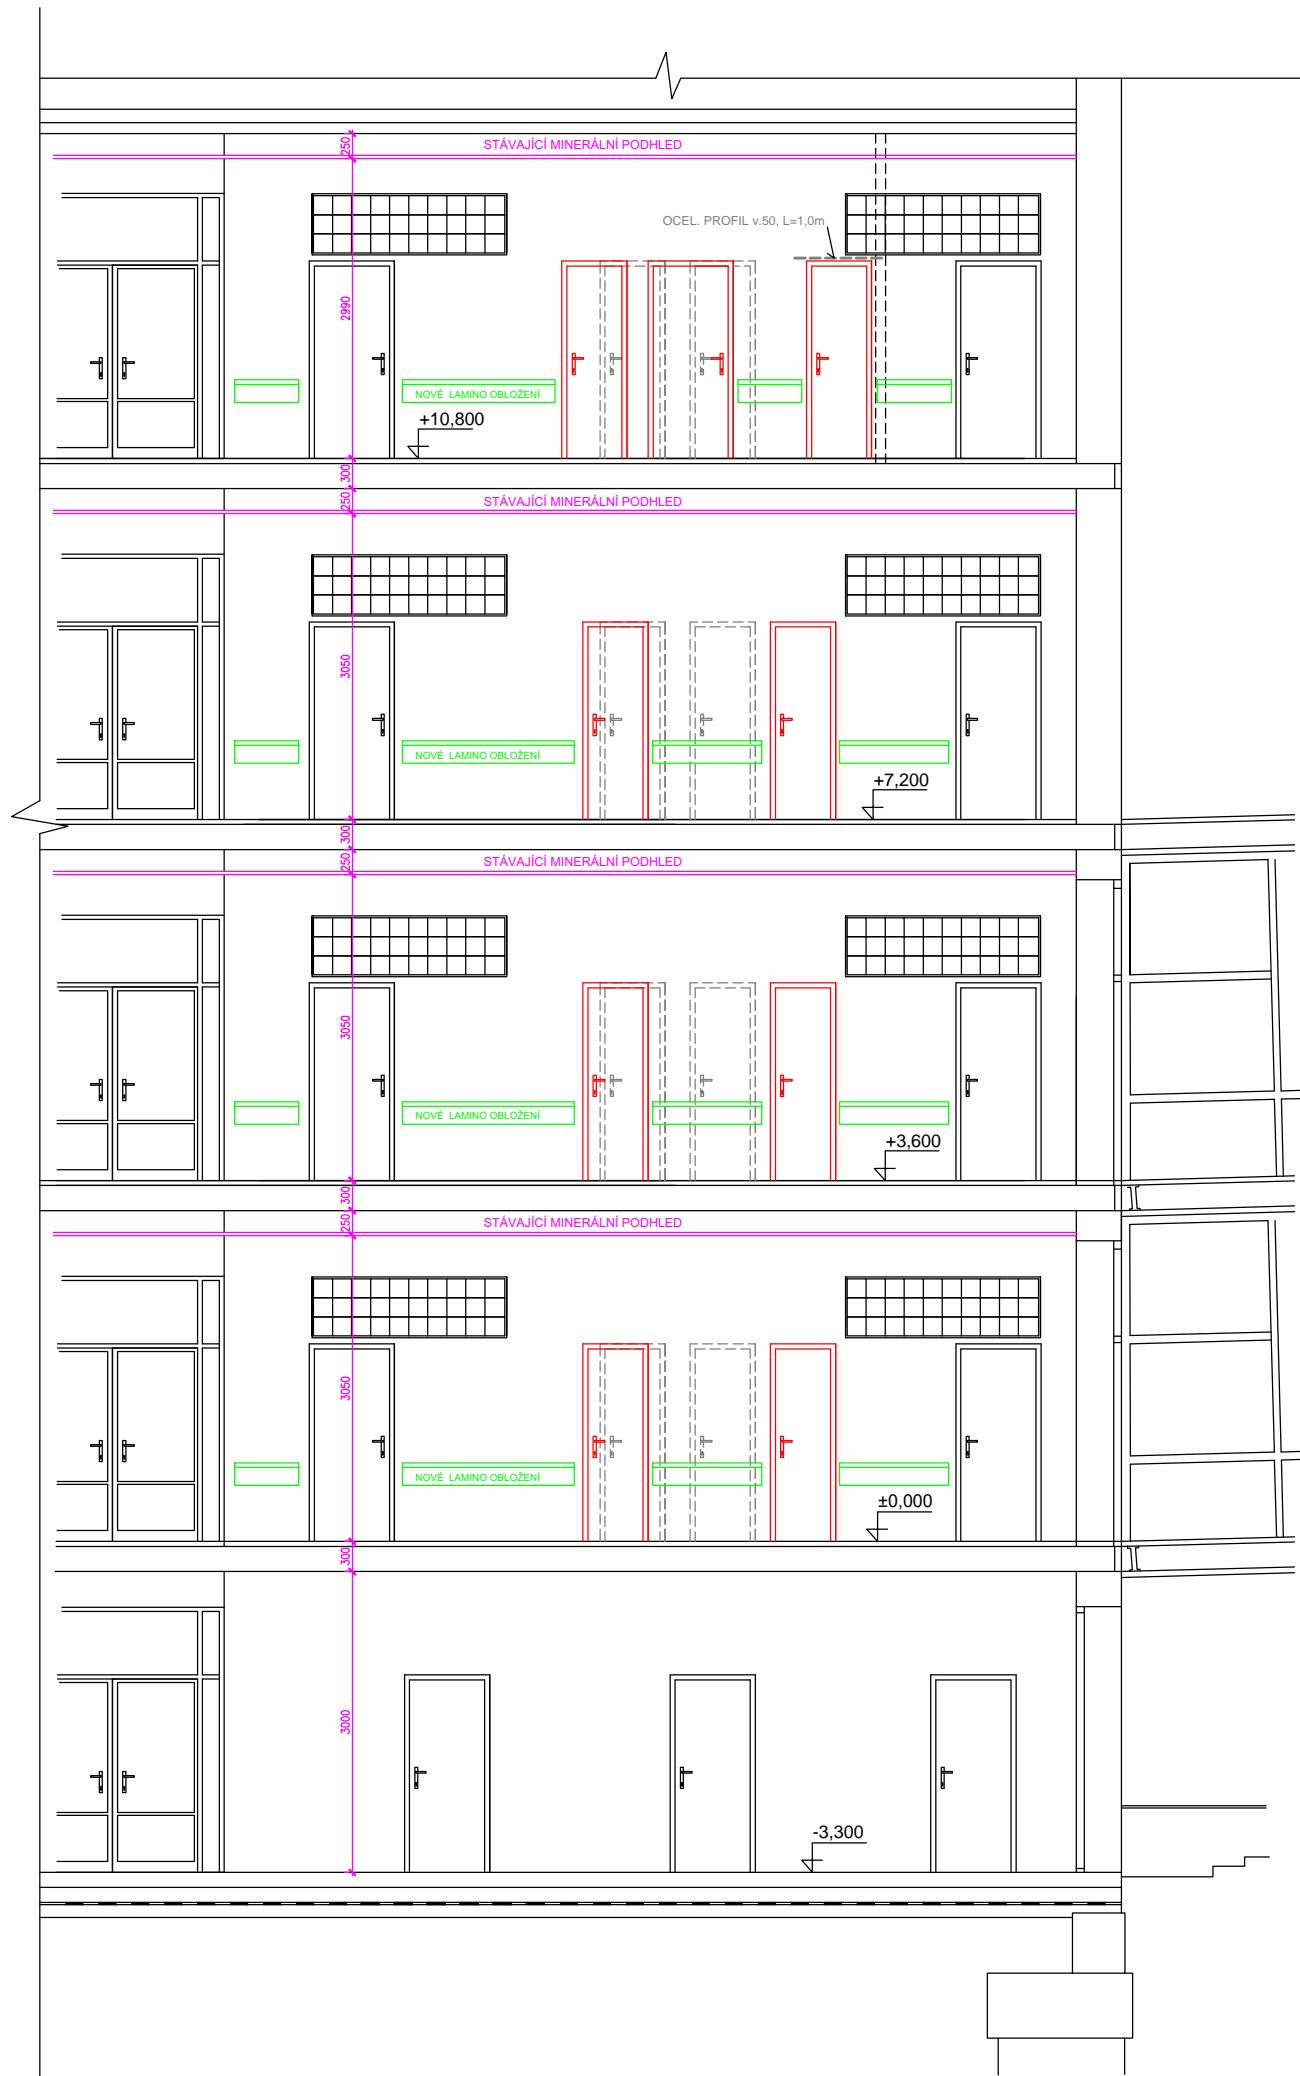 250
STÁVAJÍCÍ MINERÁLNÍ PODHLED
OCEL. PROFIL v.50, L=1,0m
2990
NOVÉ LAMINO OBLOŽENÍ
+10,800
300
250
STÁVAJÍCÍ MINERÁLNÍ PODHLED
3050
NOVÉ LAMINO OBLOŽENÍ
+7,200
300
250
STÁVAJÍCÍ MINERÁLNÍ PODHLED
3050
NOVÉ LAMINO OBLOŽENÍ
+3,600
300
250
STÁVAJÍCÍ MINERÁLNÍ PODHLED
3050
NOVÉ LAMINO OBLOŽENÍ
±0,000
300
3000
-3,300